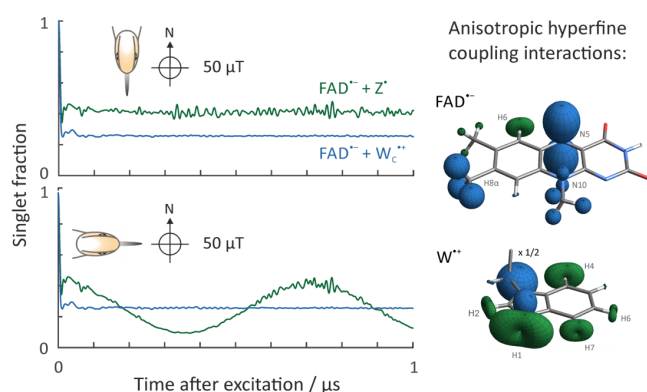 Singlet fraction
1
N
50 µT
FAD•− + Z•
FAD•− + W_C•+
0
1
N
50 µT
0
0
1
Time after excitation / µs
Anisotropic hyperfine
coupling interactions:
FAD•−
H6
N5
H8α
N10
W•+
x 1/2
H4
H2
H6
H1
H7